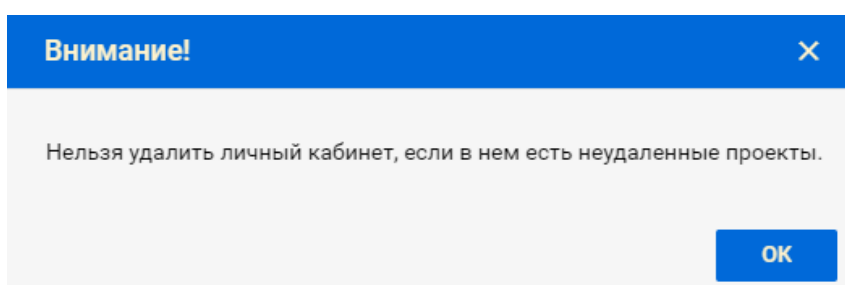 Внимание!
Нельзя удалить личный кабинет, если в нем есть неудаленные проекты.
ОК